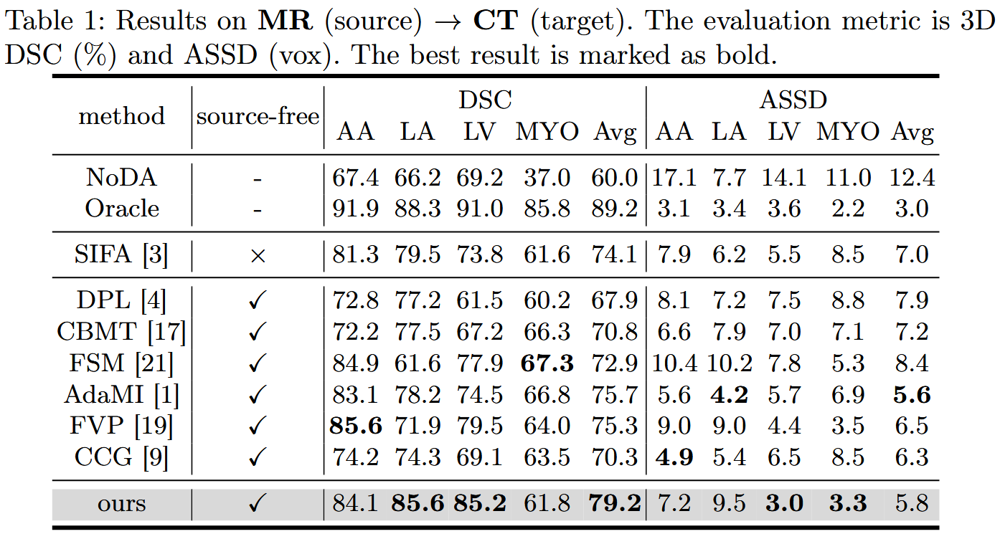 Table 1: Results on MR (source) → CT (target). The evaluation metric is 3D
DSC (%) and ASSD (vox). The best result is marked as bold.
method source-free DSC ASSD
AA LA LV MYO Avg AA LA LV MYO Avg
NoDA - 67.4 66.2 69.2 37.0 60.0 17.1 7.7 14.1 11.0 12.4
Oracle - 91.9 88.3 91.0 85.8 89.2 3.1 3.4 3.6 2.2 3.0
SIFA [3] × 81.3 79.5 73.8 61.6 74.1 7.9 6.2 5.5 8.5 7.0
DPL [4] ✓ 72.8 77.2 61.5 60.2 67.9 8.1 7.2 7.5 8.8 7.9
CBMT [17] ✓ 72.2 77.5 67.2 66.3 70.8 6.6 7.9 7.0 7.1 7.2
FSM [21] ✓ 84.9 61.6 77.9 67.3 72.9 10.4 10.2 7.8 5.3 8.4
AdaMI [1] ✓ 83.1 78.2 74.5 66.8 75.7 5.6 4.2 5.7 6.9 5.6
FVP [19] ✓ 85.6 71.9 79.5 64.0 75.3 9.0 9.0 4.4 3.5 6.5
CCG [9] ✓ 74.2 74.3 69.1 63.5 70.3 4.9 5.4 6.5 8.5 6.3
ours ✓ 84.1 85.6 85.2 61.8 79.2 7.2 9.5 3.0 3.3 5.8